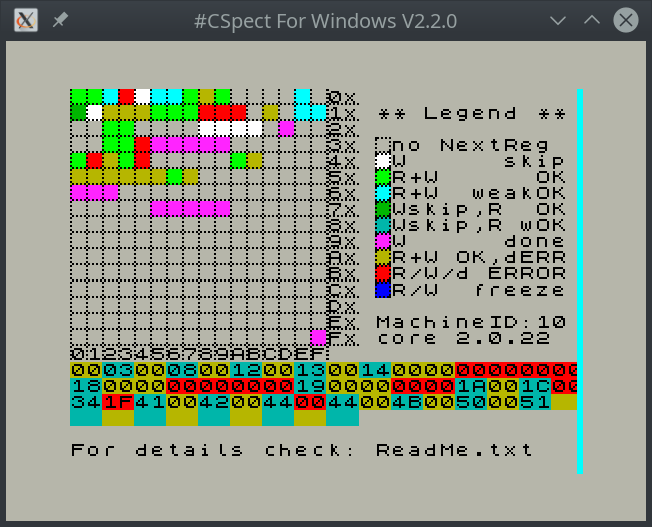 #CSpect For Windows V2.2.0
0x.
1x.
2x.
3x.
4x.
5x.
6x.
7x.
8x.
9x.
Ax.
Bx.
Cx.
Dx.
Ex.
Fx.
0123456789ABCDEF
** Legend **
no NextReg
W skip
R+W OK
R+W weakOK
Wskip,R OK
Wskip,R wOK
W done
R+W OK,dERR
R/W/d ERROR
R/W freeze
MachineID:10
core 2.0.22
00030008001200130014000000000000
1800000000000019000000001A001C00
341F41004200440044004B00500051
For details check: ReadMe.txt